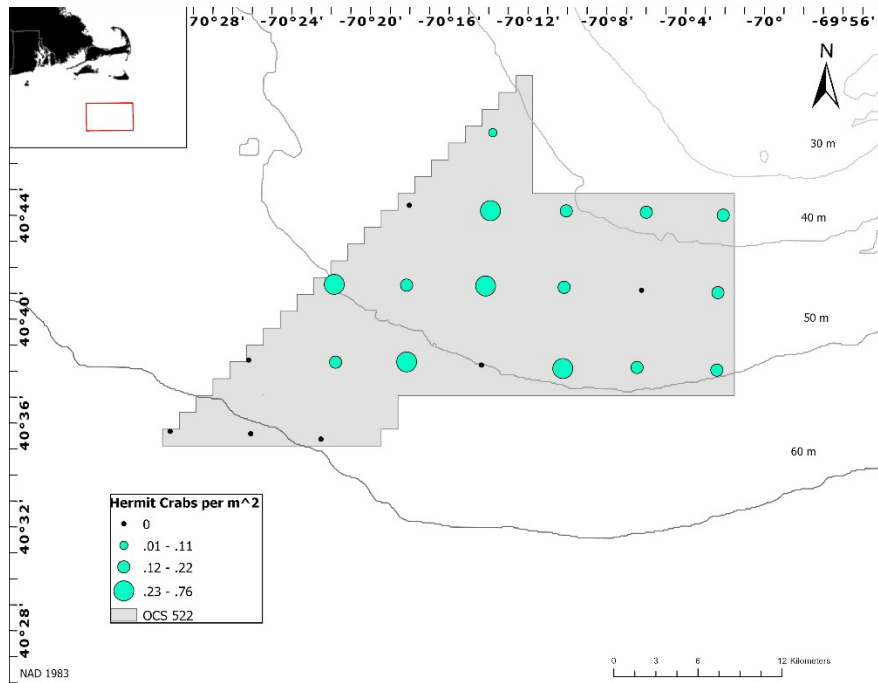 -70°28' -70°24' -70°20' -70°16' -70°12' -70°8' -70°4' -70° -69°56'
N
30 m
40°44'
40 m
40°40'
50 m
40°36'
60 m
Hermit Crabs per m^2
0
.01 - .11
.12 - .22
.23 - .76
OCS 522
40°32'
40°28'
NAD 1983
0 3 6 12 Kilometers